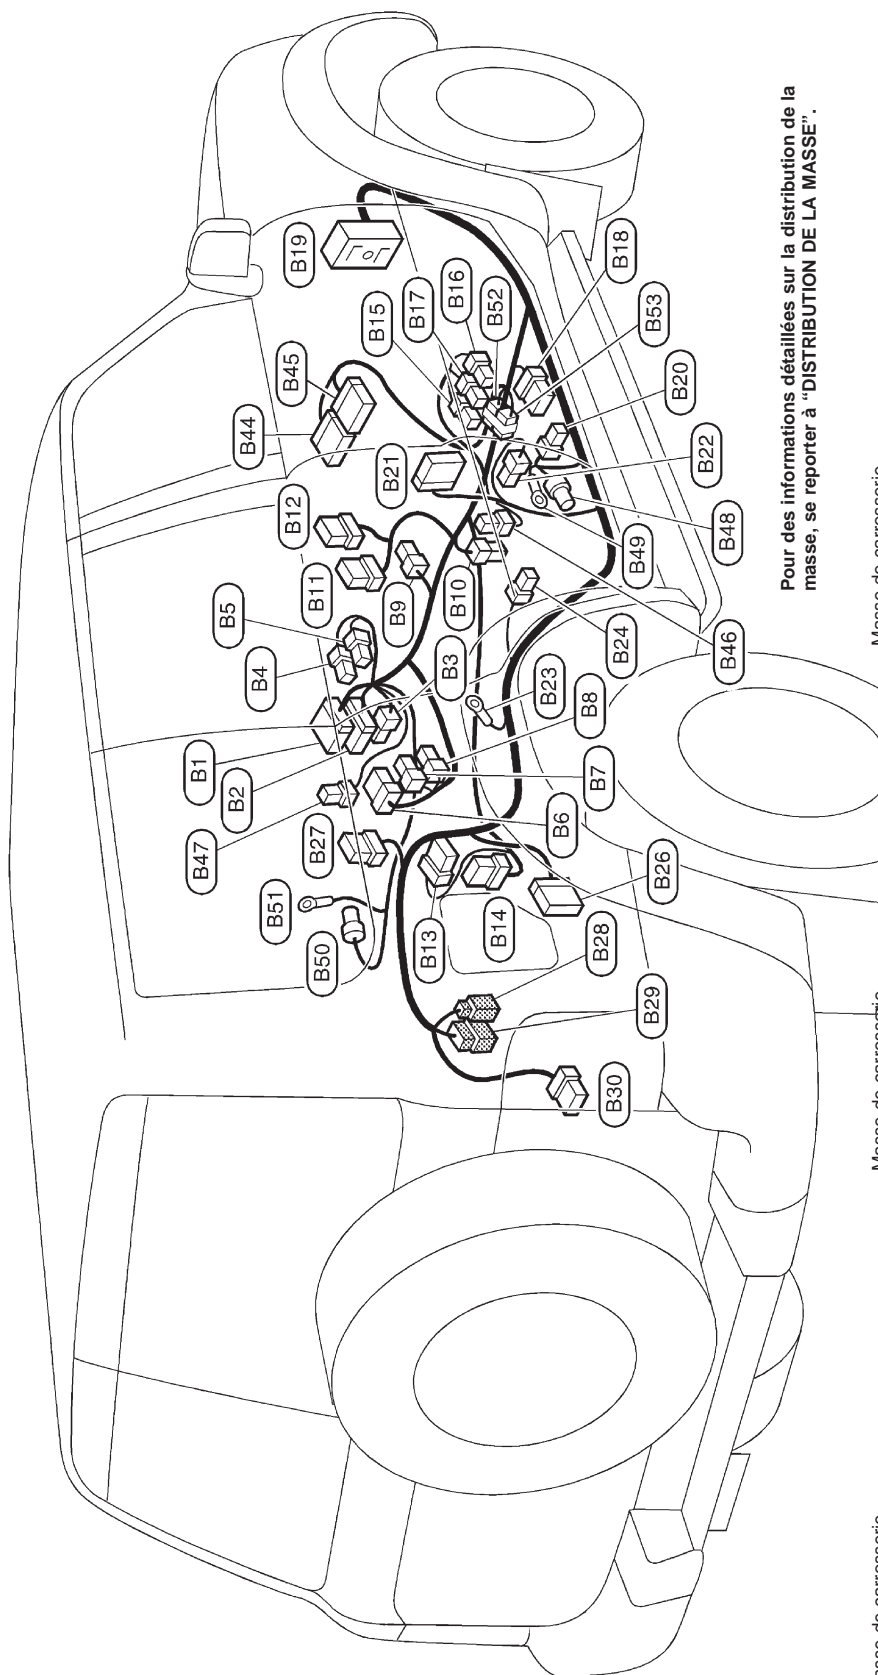 B47
B1
B5
B2
B4
B44
B51
B12
B45
B19
B50
B27
B11
B15
B21
B9
B17
B13
B3
B10
B16
B14
B52
B23
B6
B8
B7
B28
B30
B24
B18
B49
B29
B53
B26
B20
B22
B46
B48
Pour des informations détaillées sur la distribution de la
masse, se reporter à “DISTRIBUTION DE LA MASSE”.